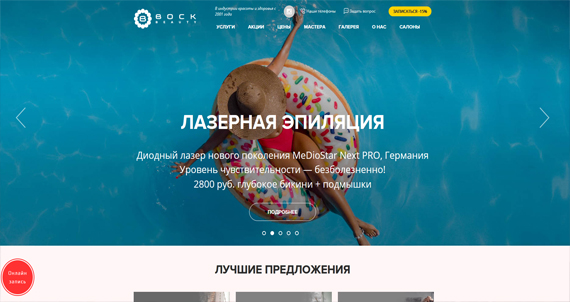 BOCK
BEAUTY
В индустрии красоты и здоровья с
2001 года
Наши телефоны
Задать вопрос
ЗАПИСАТЬСЯ -15%
УСЛУГИ
АКЦИИ
ЦЕНЫ
МАСТЕРА
ГАЛЕРЕЯ
О НАС
САЛОНЫ
ЛАЗЕРНАЯ ЭПИЛЯЦИЯ
Диодный лазер нового поколения MeDioStar Next PRO, Германия
Уровень чувствительности — безболезненно!
2800 руб. глубокое бикини + подмышки
ПОДРОБНЕЕ
Онлайн
запись
ЛУЧШИЕ ПРЕДЛОЖЕНИЯ